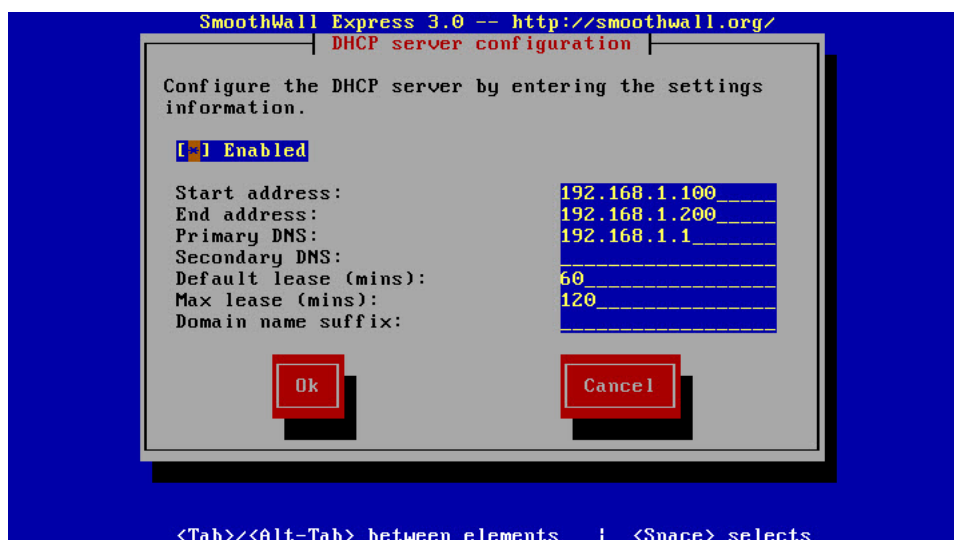 SmoothWall Express 3.0 -- http://smoothwall.org/
DHCP server configuration
Configure the DHCP server by entering the settings
information.
[*] Enabled
Start address: 192.168.1.100_____
End address: 192.168.1.200_____
Primary DNS: 192.168.1.1_______
Secondary DNS: __________________
Default lease (mins): 60________________
Max lease (mins): 120_______________
Domain name suffix: __________________
Ok Cancel
<Tab>/<Alt-Tab> between elements | <Space> selects